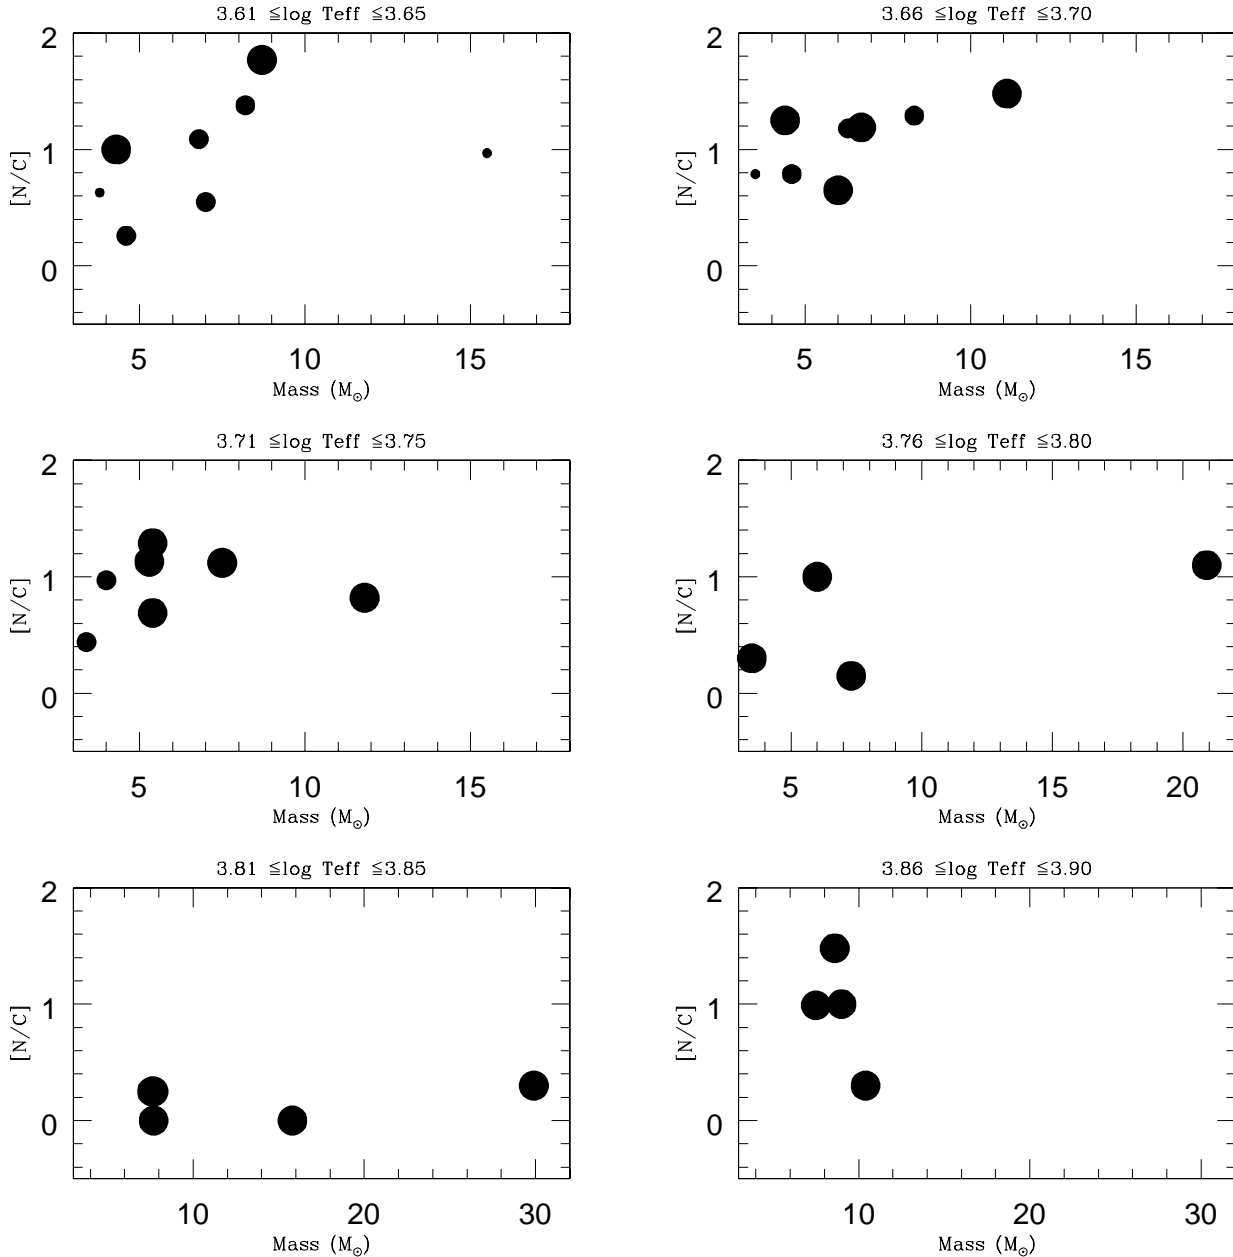 3.61 ≦log Teff ≦3.65
2
1
0
[N/C]
5 10 15
Mass (M☉)
3.66 ≦log Teff ≦3.70
2
1
0
[N/C]
5 10 15
Mass (M☉)
3.71 ≦log Teff ≦3.75
2
1
0
[N/C]
5 10 15
Mass (M☉)
3.76 ≦log Teff ≦3.80
2
1
0
[N/C]
5 10 15 20
Mass (M☉)
3.81 ≦log Teff ≦3.85
2
1
0
[N/C]
10 20 30
Mass (M☉)
3.86 ≦log Teff ≦3.90
2
1
0
[N/C]
10 20 30
Mass (M☉)